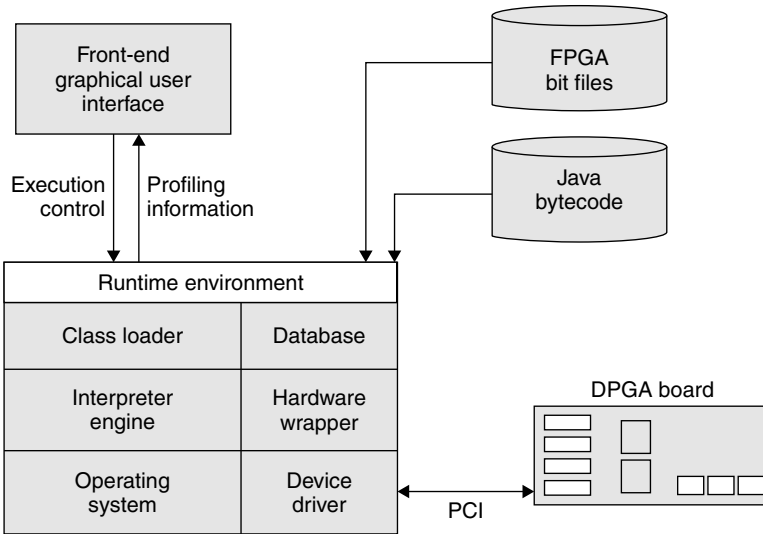 Front-end
graphical user
interface
FPGA
bit files
Java
bytecode
Execution
control
Profiling
information
Runtime environment
Class loader
Database
Interpreter
engine
Hardware
wrapper
Operating
system
Device
driver
PCI
DPGA board